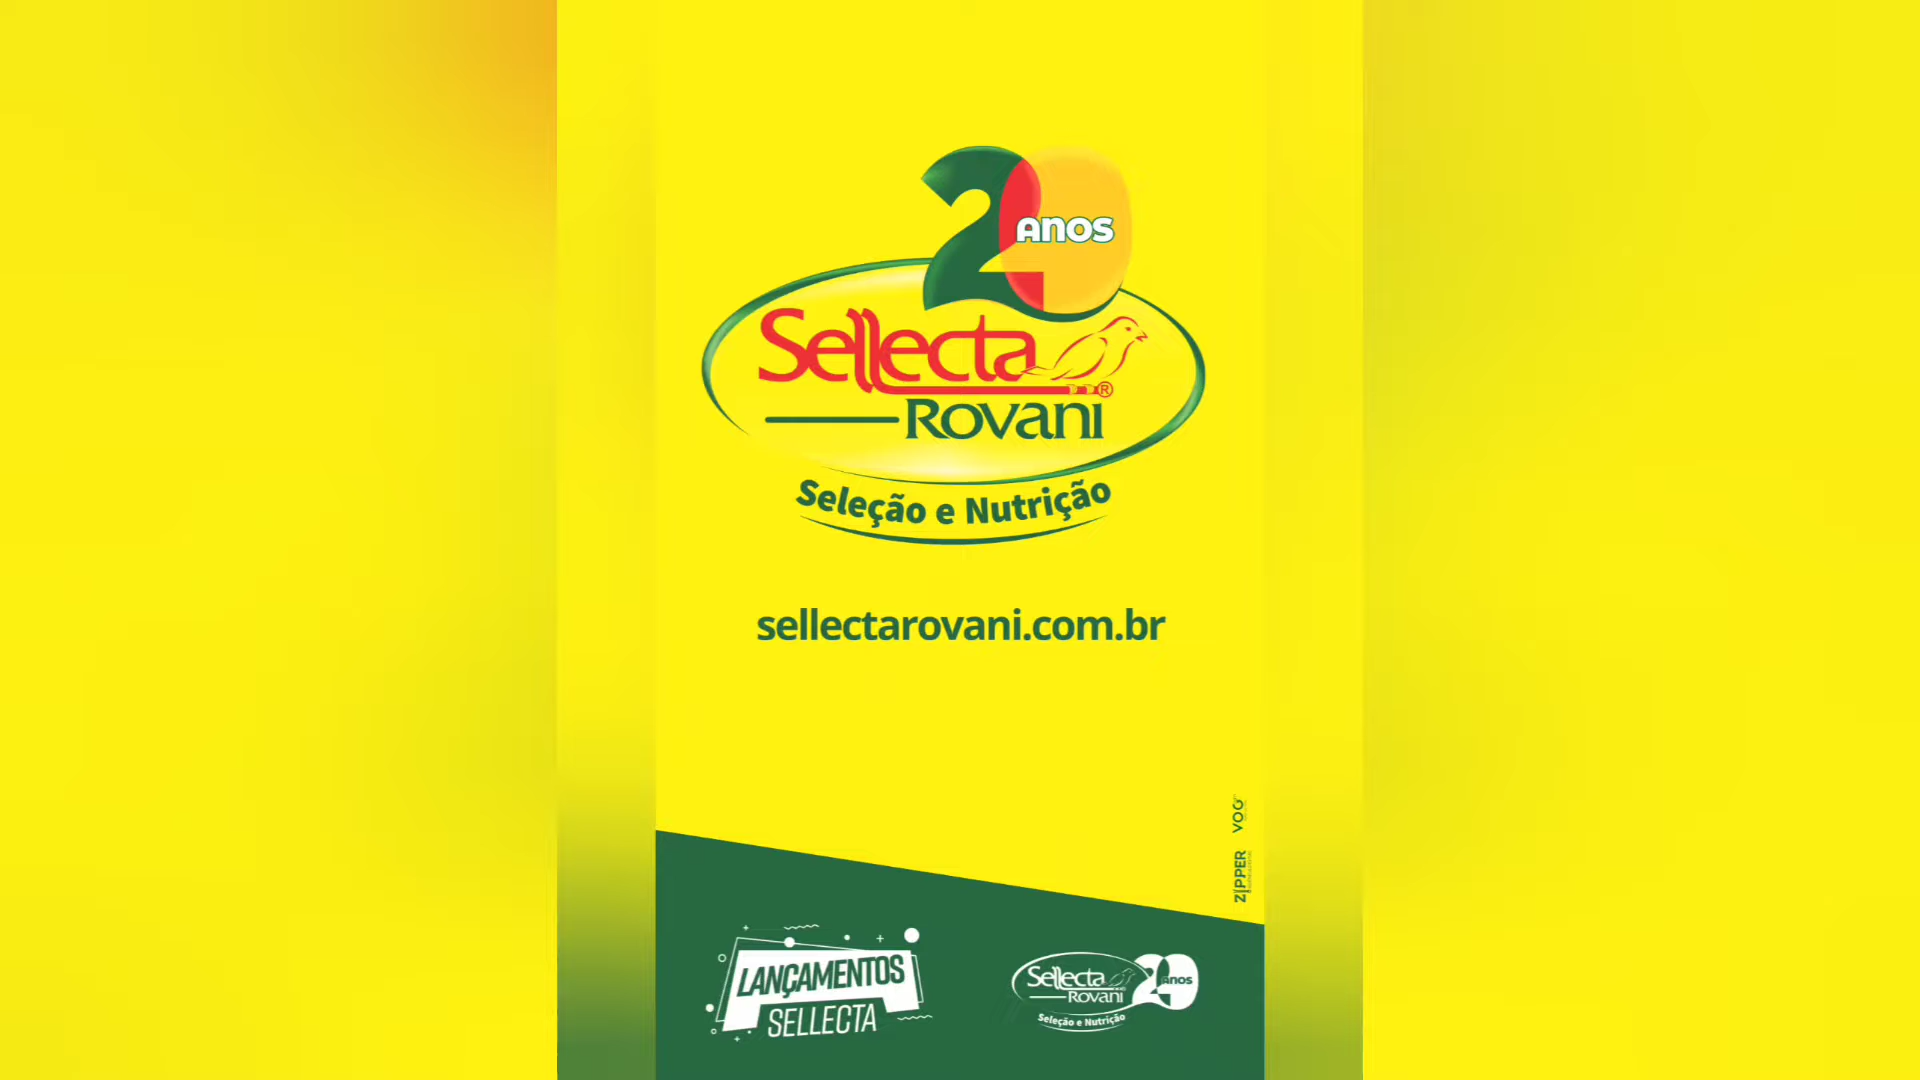 20 anos
Sellecta®
Rovani
Seleção e Nutrição
sellectarovani.com.br
VOG
ZIPPER
LANÇAMENTOS
SELLECTA
Sellecta
Rovani
20 anos
Seleção e Nutrição